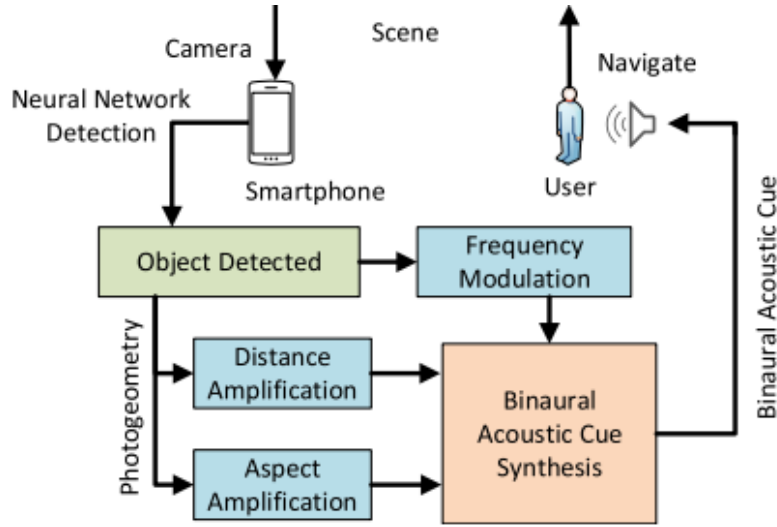 Camera
Scene
Navigate
Neural Network
Detection
Smartphone
User
Object Detected
Frequency
Modulation
Photogeometry
Distance
Amplification
Aspect
Amplification
Binaural
Acoustic Cue
Synthesis
Binaural Acoustic Cue